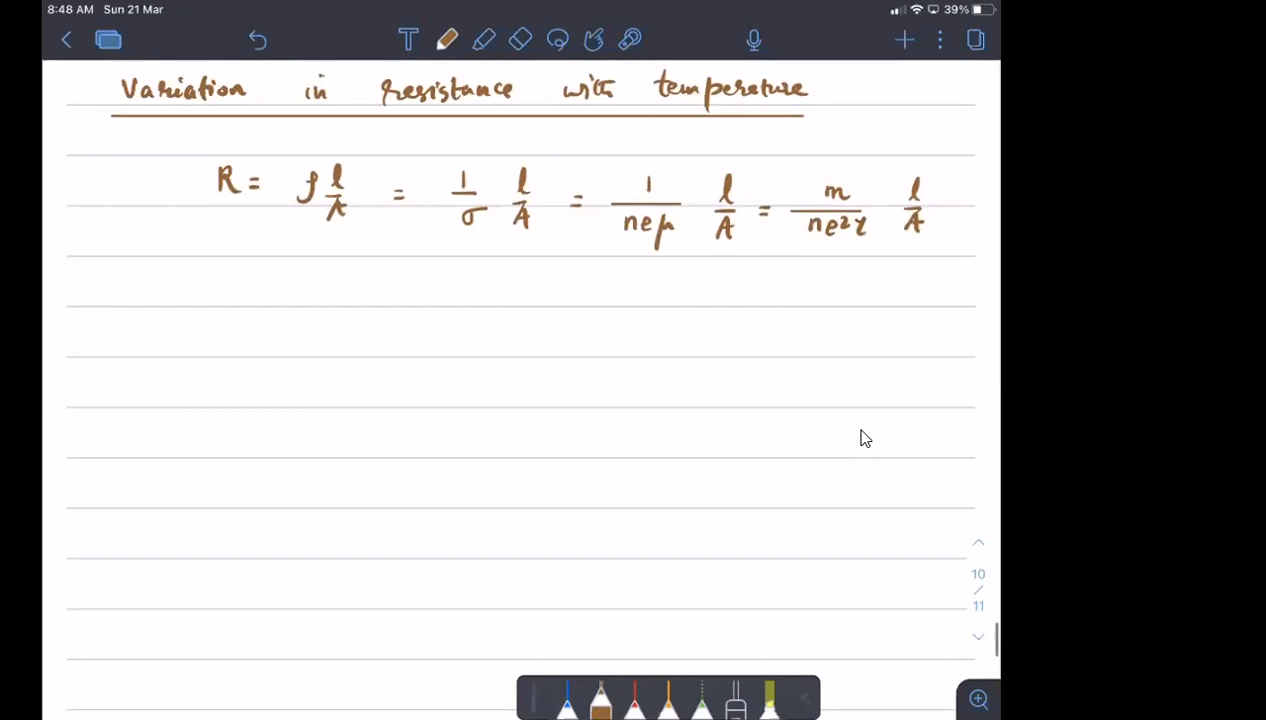 8:48 AM Sun 21 Mar 39%
T
Variation in resistance with temperature
R = ρ l/A = 1/σ l/A = 1/neμ l/A = m/ne²τ l/A
10
/
11